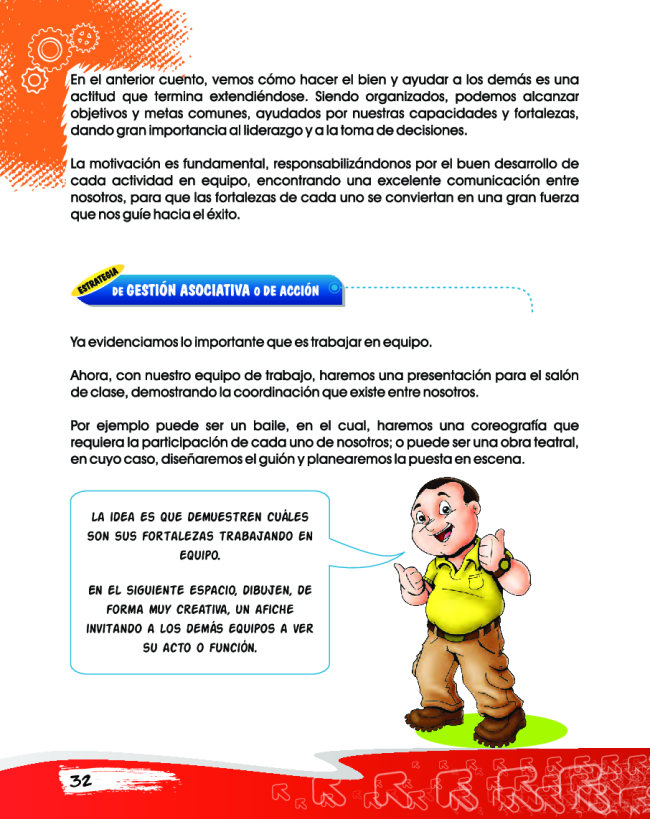 En el anterior cuento, vemos cómo hacer el bien y ayudar a los demás es una
actitud que termina extendiéndose. Siendo organizados, podemos alcanzar
objetivos y metas comunes, ayudados por nuestras capacidades y fortalezas,
dando gran importancia al liderazgo y a la toma de decisiones.
La motivación es fundamental, responsabilizándonos por el buen desarrollo de
cada actividad en equipo, encontrando una excelente comunicación entre
nosotros, para que las fortalezas de cada uno se conviertan en una gran fuerza
que nos guíe hacia el éxito.
ESTRATEGIA
DE GESTIÓN ASOCIATIVA O DE ACCIÓN
Ya evidenciamos lo importante que es trabajar en equipo.
Ahora, con nuestro equipo de trabajo, haremos una presentación para el salón
de clase, demostrando la coordinación que existe entre nosotros.
Por ejemplo puede ser un baile, en el cual, haremos una coreografía que
requiera la participación de cada uno de nosotros; o puede ser una obra teatral,
en cuyo caso, diseñaremos el guión y planearemos la puesta en escena.
LA IDEA ES QUE DEMUESTREN CUÁLES
SON SUS FORTALEZAS TRABAJANDO EN
EQUIPO.
EN EL SIGUIENTE ESPACIO, DIBUJEN, DE
FORMA MUY CREATIVA, UN AFICHE
INVITANDO A LOS DEMÁS EQUIPOS A VER
SU ACTO O FUNCIÓN.
32